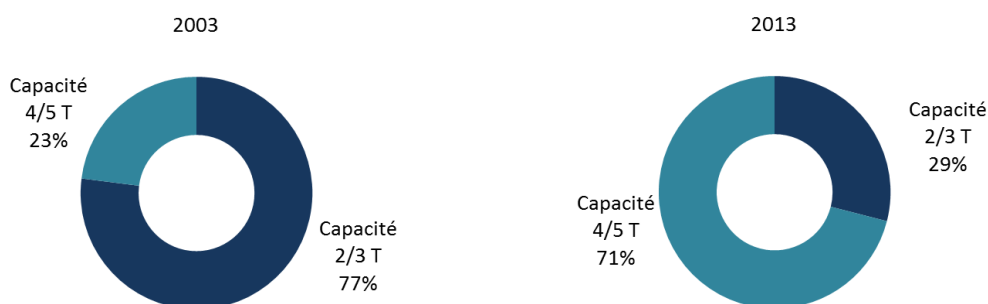 2003
Capacité
4/5 T
23%
Capacité
2/3 T
77%
2013
Capacité
2/3 T
29%
Capacité
4/5 T
71%